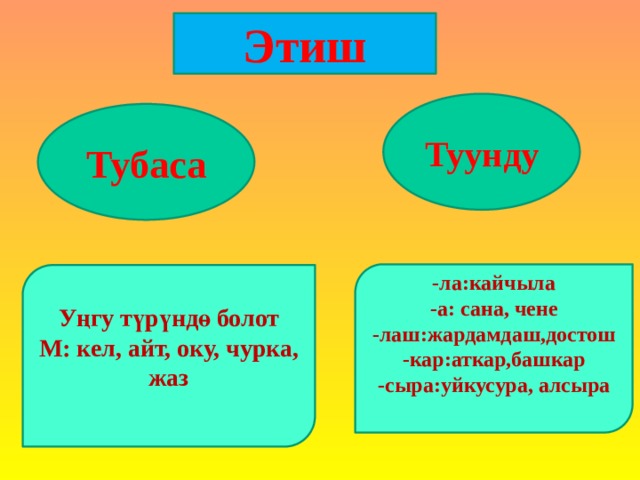 Этиш
Тубаса
Туунду
Уңгу түрүндө болот
М: кел, айт, оку, чурка,
жаз
-ла:кайчыла
-а: сана, чене
-лаш:жардамдаш,достош
-кар:аткар,башкар
-сыра:уйкусура, алсыра